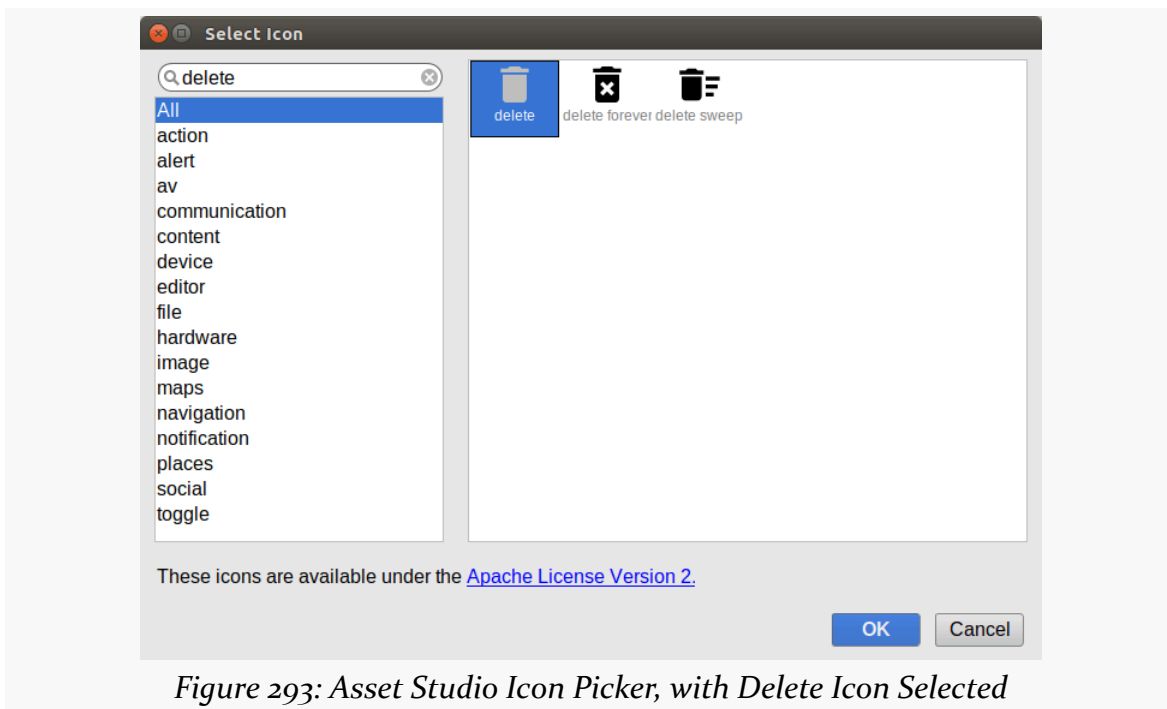 Select Icon
delete
All
action
alert
av
communication
content
device
editor
file
hardware
image
maps
navigation
notification
places
social
toggle
delete delete forever delete sweep
These icons are available under the Apache License Version 2.
OK Cancel
Figure 293: Asset Studio Icon Picker, with Delete Icon Selected